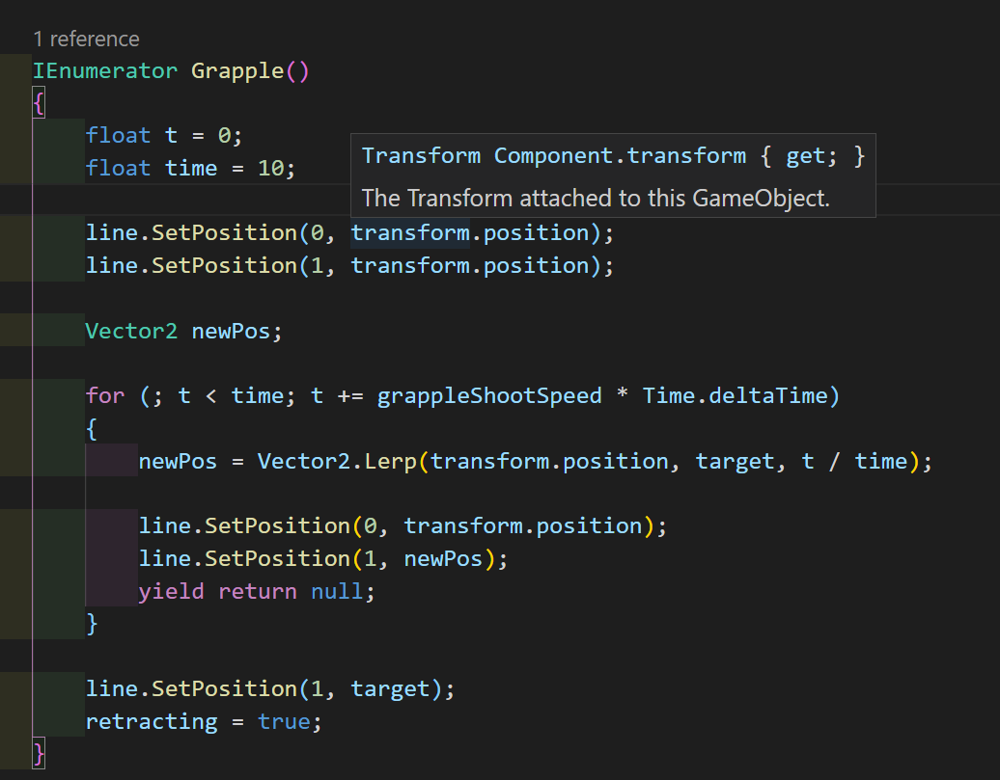 1 reference
IEnumerator Grapple()
{
float t = 0;
float time = 10;
Transform Component.transform { get; }
The Transform attached to this GameObject.
line.SetPosition(0, transform.position);
line.SetPosition(1, transform.position);
Vector2 newPos;
for (; t < time; t += grappleShootSpeed * Time.deltaTime)
{
newPos = Vector2.Lerp(transform.position, target, t / time);
line.SetPosition(0, transform.position);
line.SetPosition(1, newPos);
yield return null;
}
line.SetPosition(1, target);
retracting = true;
}